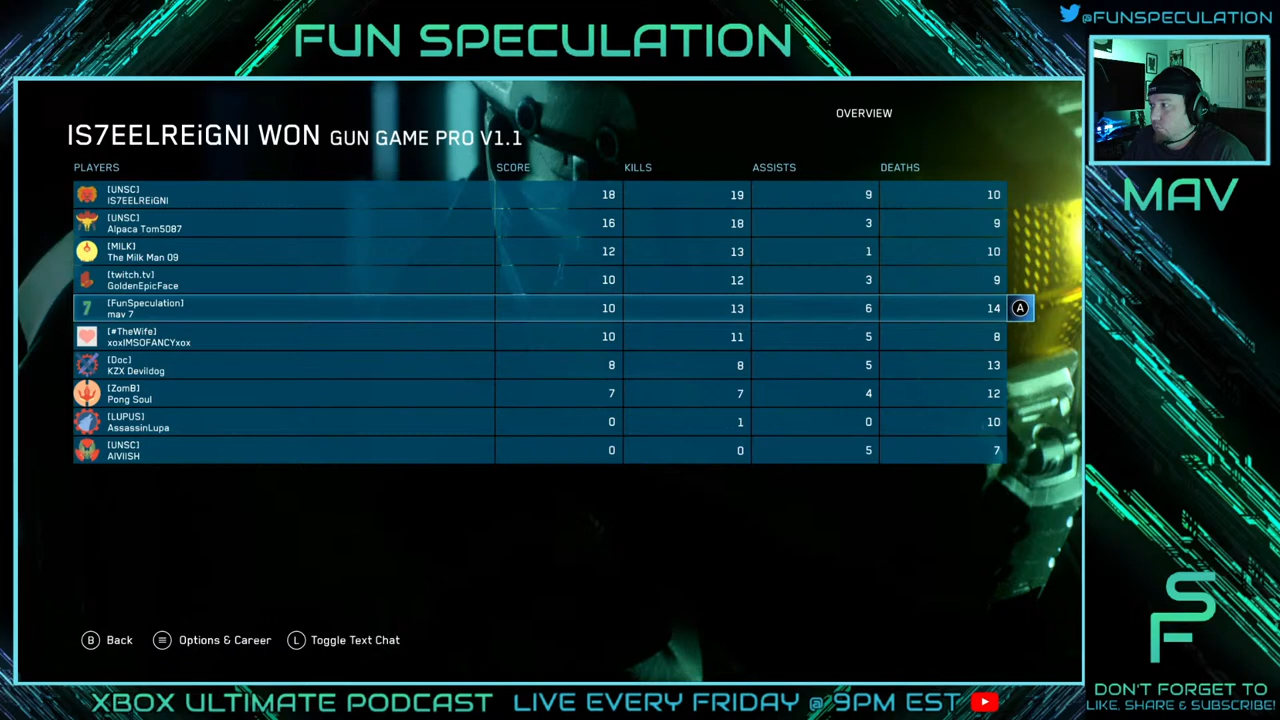 FUN SPECULATION
@FUNSPECULATION
OVERVIEW
IS7EELREiGNI WON GUN GAME PRO V1.1
PLAYERS SCORE KILLS ASSISTS DEATHS
[UNSC]
IS7EELREiGNI 18 19 9 10
[UNSC]
Alpaca Tom5087 16 18 3 9
[MILK]
The Milk Man 09 12 13 1 10
[twitch.tv]
GoldenEpicFace 10 12 3 9
7 [FunSpeculation]
mav 7 10 13 6 14 A
[#TheWife]
xoxIMSOFANCYxox 10 11 5 8
[Doc]
KZX Devildog 8 8 5 13
[ZomB]
Pong Soul 7 7 4 12
[LUPUS]
AssassinLupa 0 1 0 10
[UNSC]
AIVIISH 0 0 5 7
B Back Options & Career L Toggle Text Chat
MAV
SF
DON'T FORGET TO
LIKE, SHARE & SUBSCRIBE!
XBOX ULTIMATE PODCAST LIVE EVERY FRIDAY @ 9PM EST